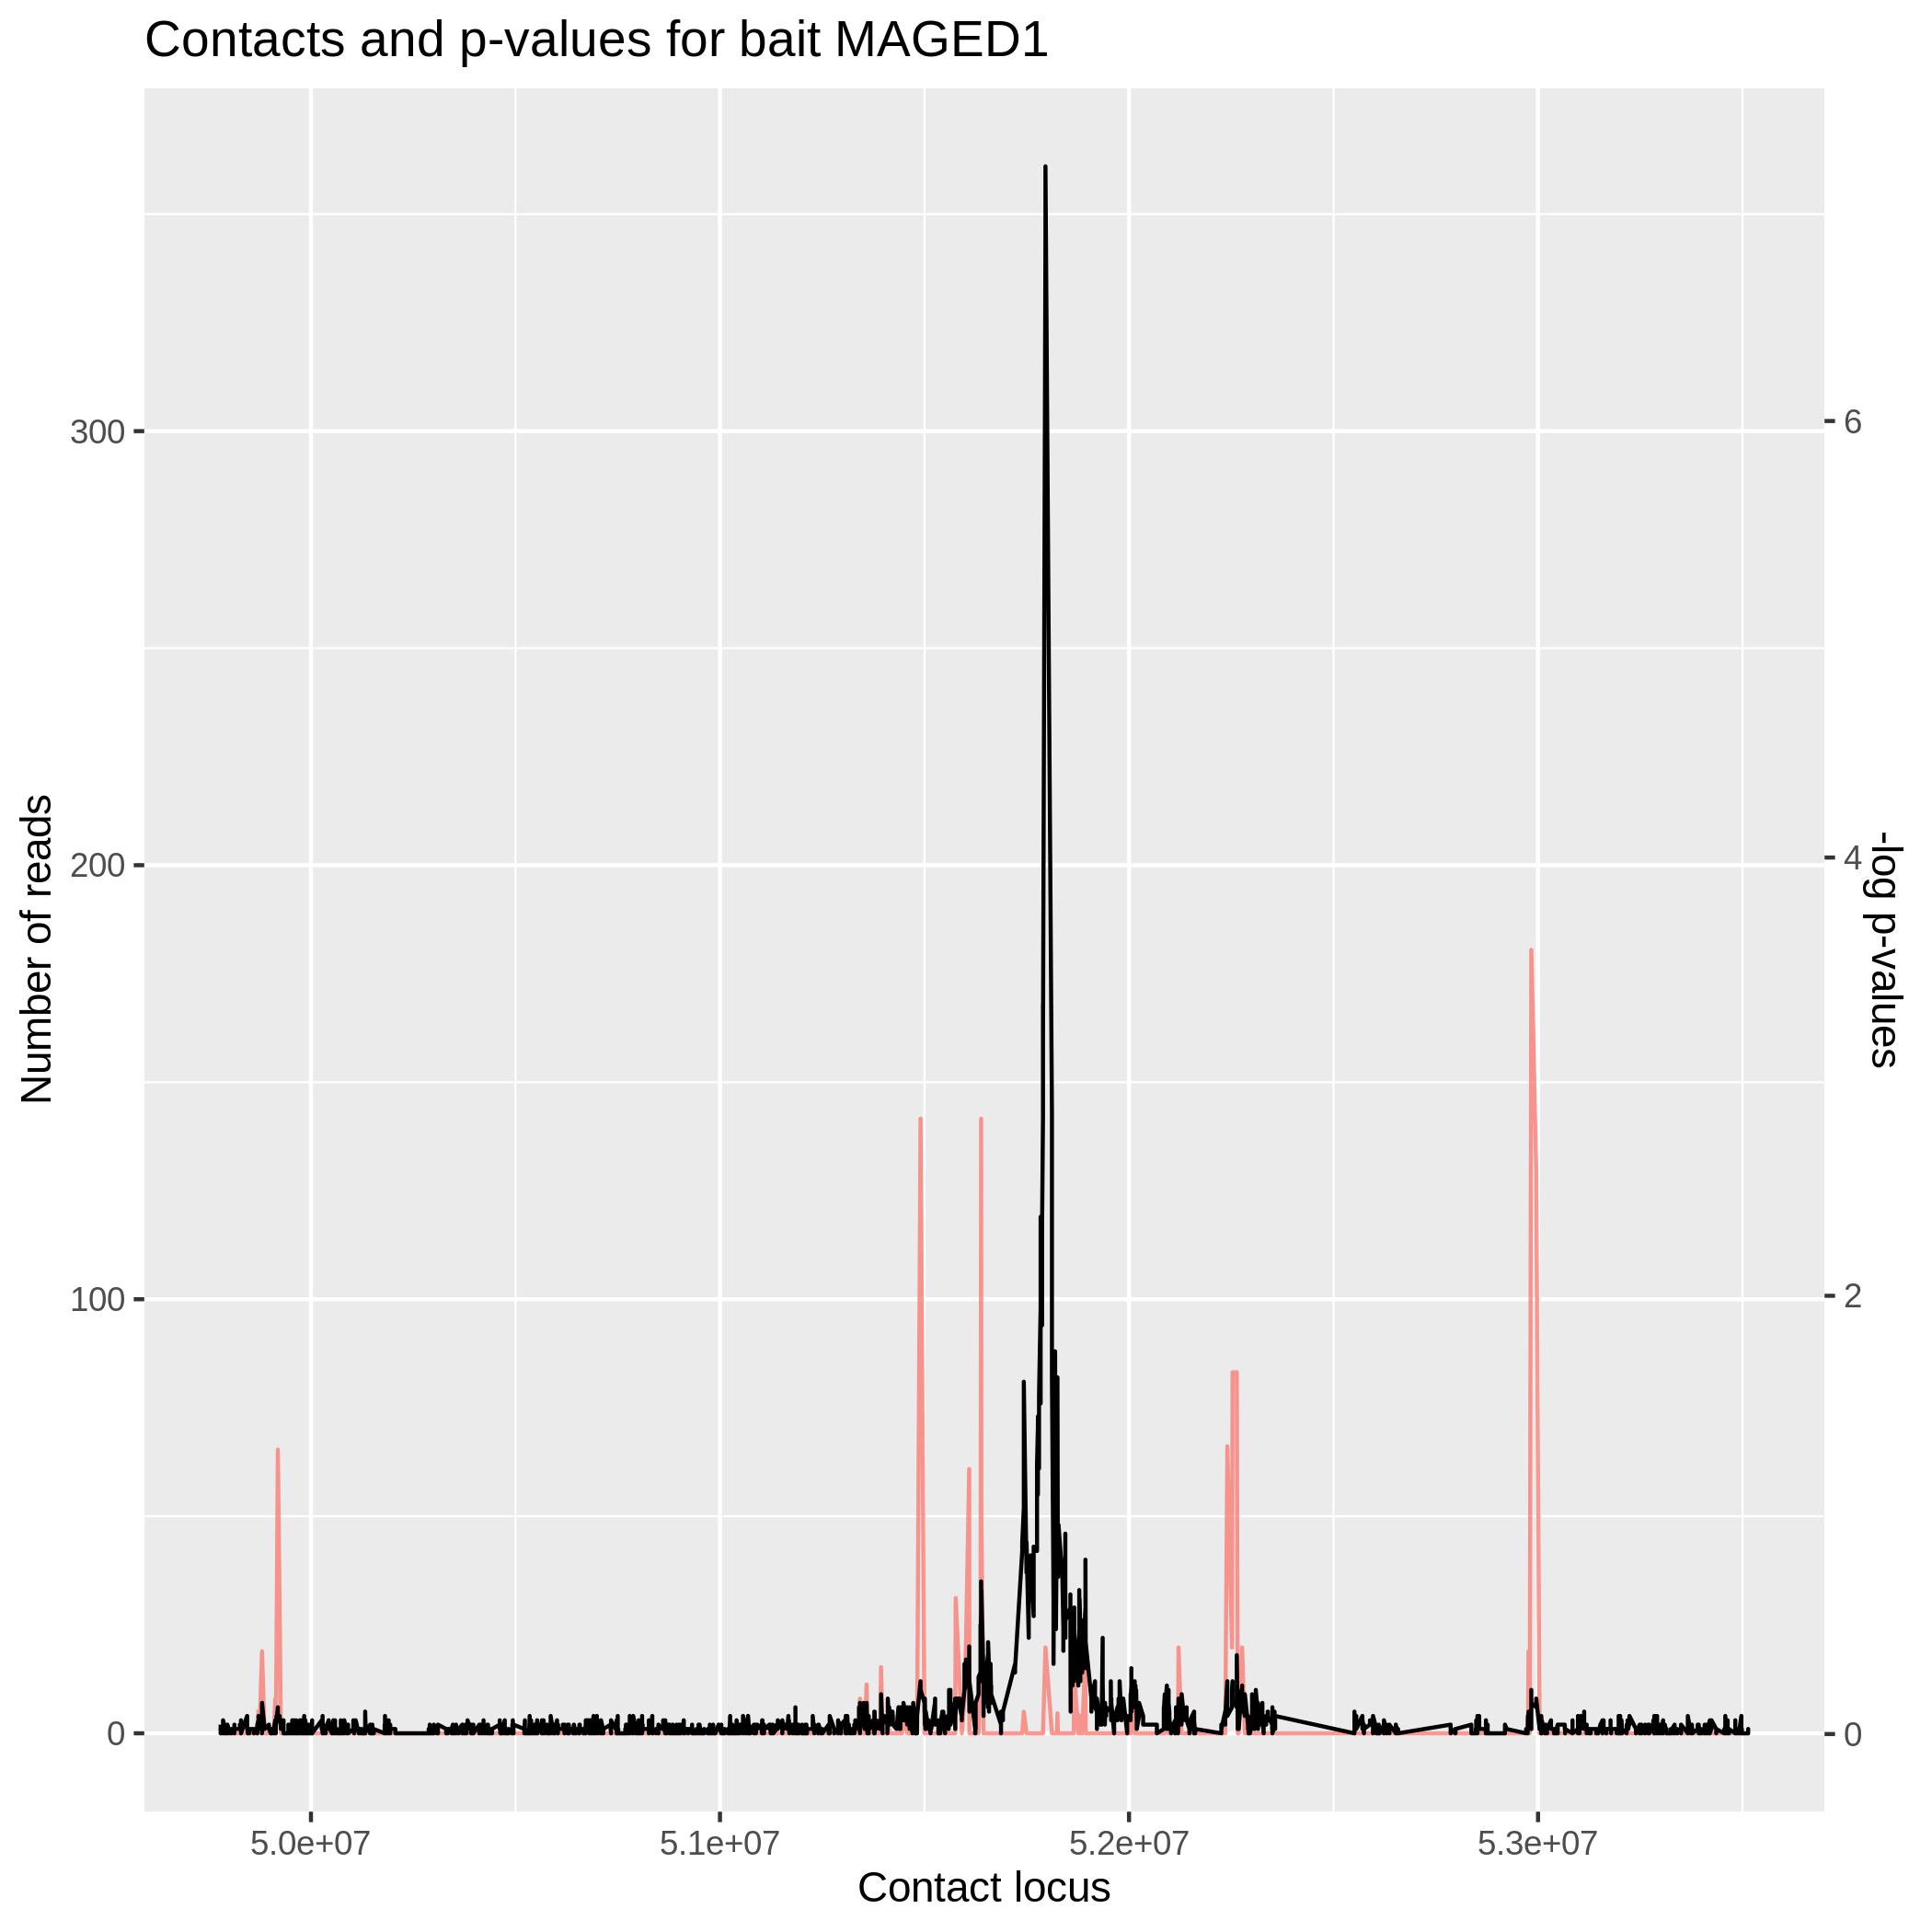 Contacts and p-values for bait MAGED1
Number of reads
300
200
100
0
6
4
2
0
-log p-values
5.0e+07
5.1e+07
5.2e+07
5.3e+07
Contact locus